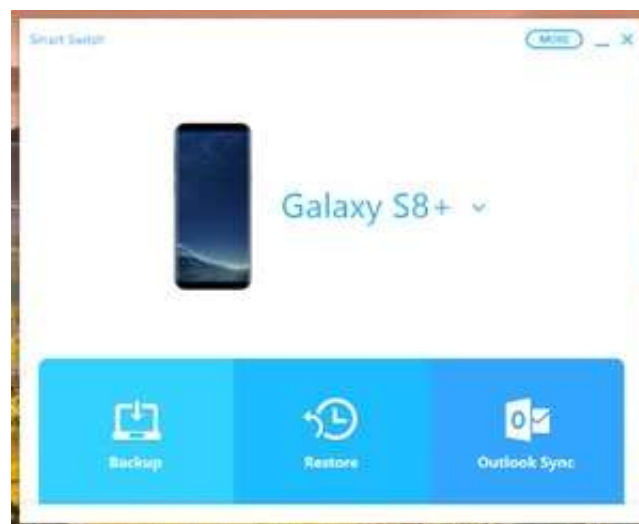 Smart Switch
MORE
Galaxy S8+
Backup
Restore
Outlook Sync